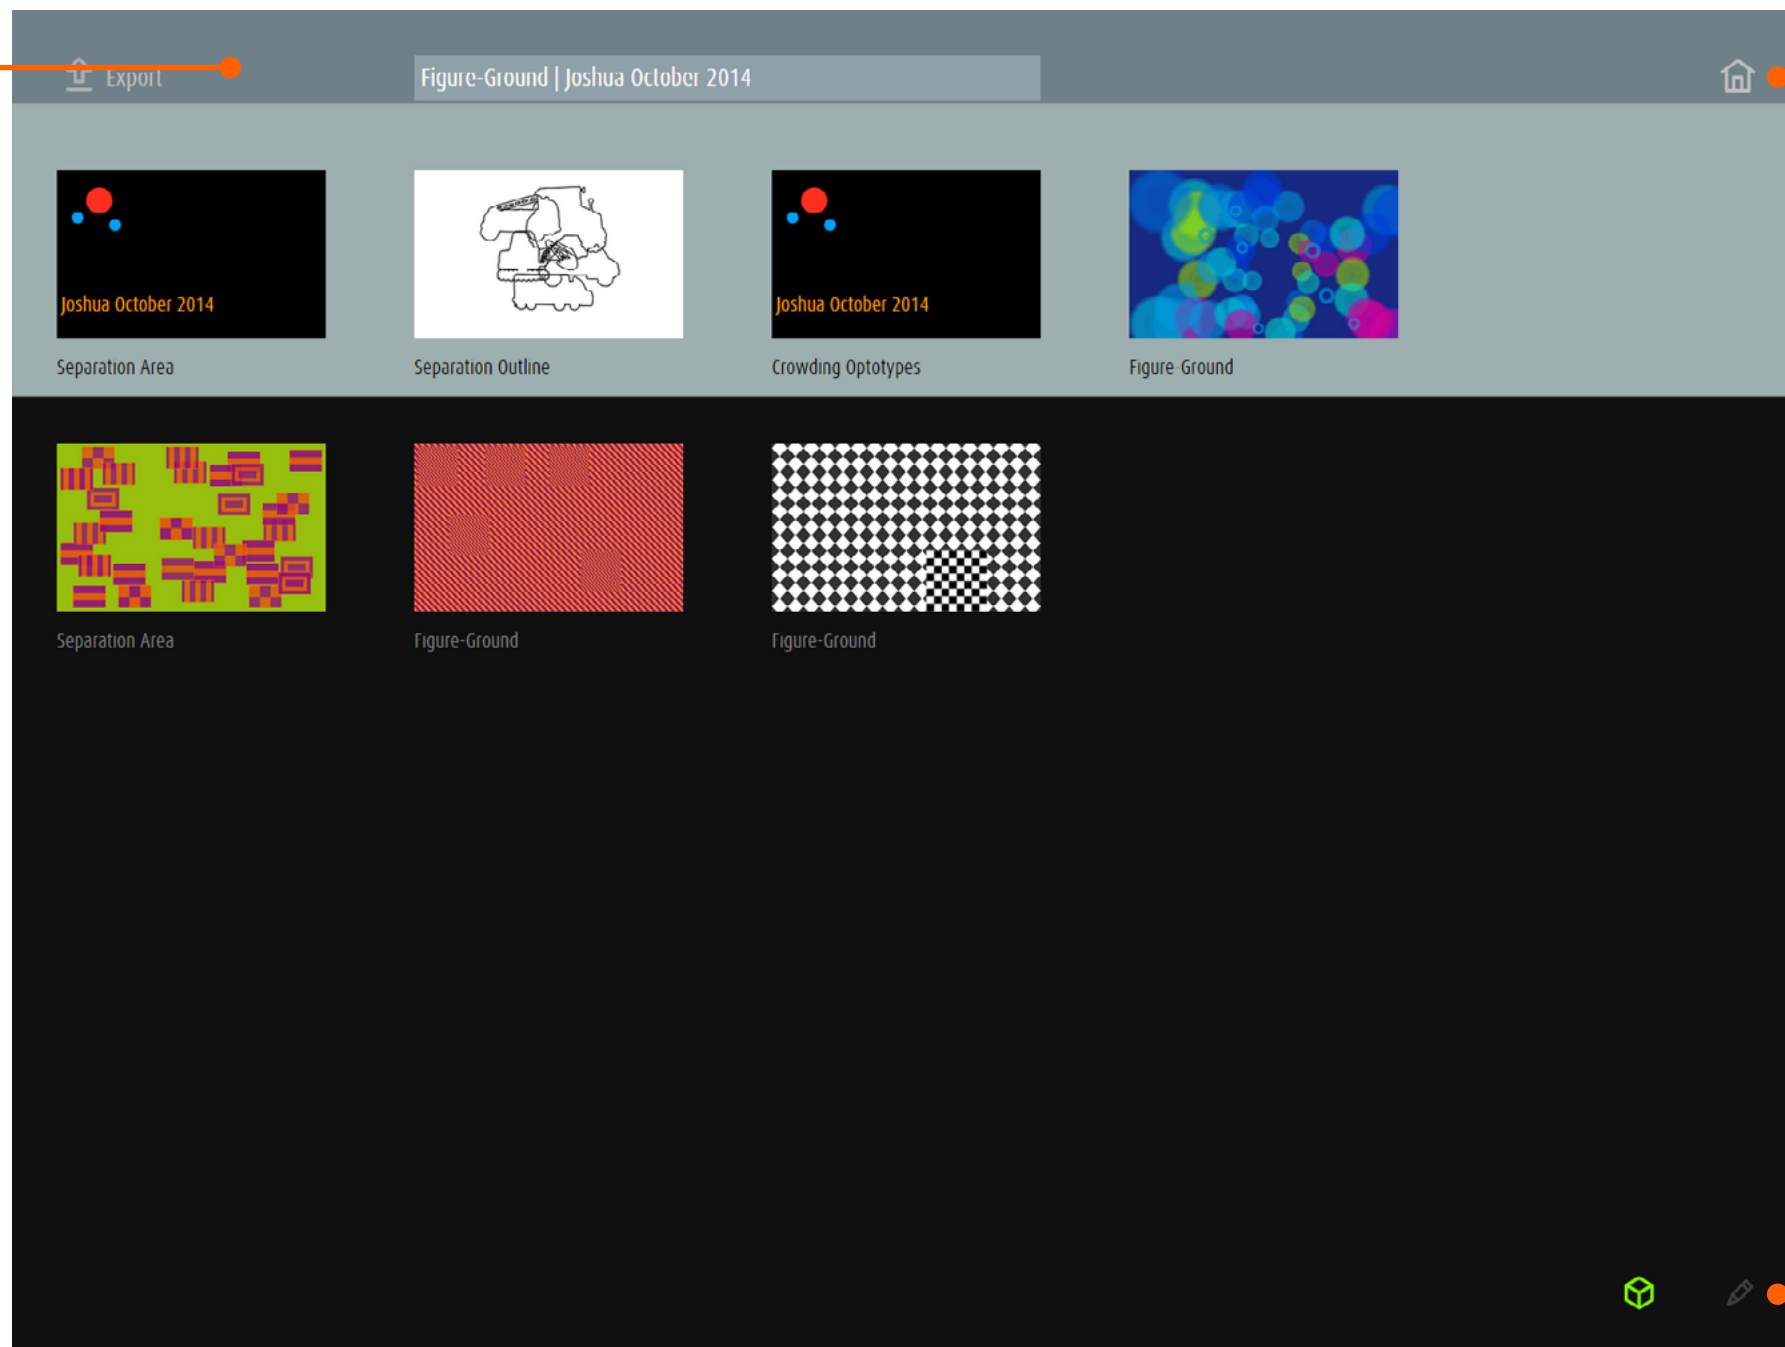 Export
Figure-Ground | Joshua October 2014
Joshua October 2014
Joshua October 2014
Separation Area
Separation Outline
Crowding Optotypes
Figure-Ground
Separation Area
Figure-Ground
Figure-Ground